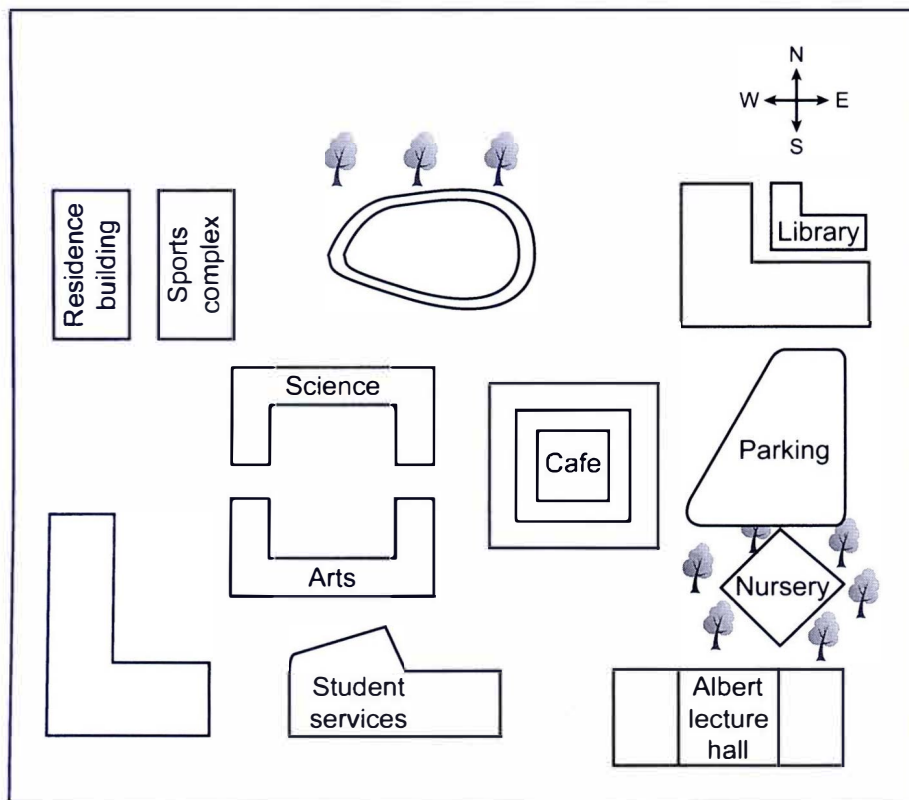 N
W
E
S
Residence
building
Sports
complex
Library
Science
Cafe
Parking
Arts
Nursery
Student
services
Albert
lecture
hall